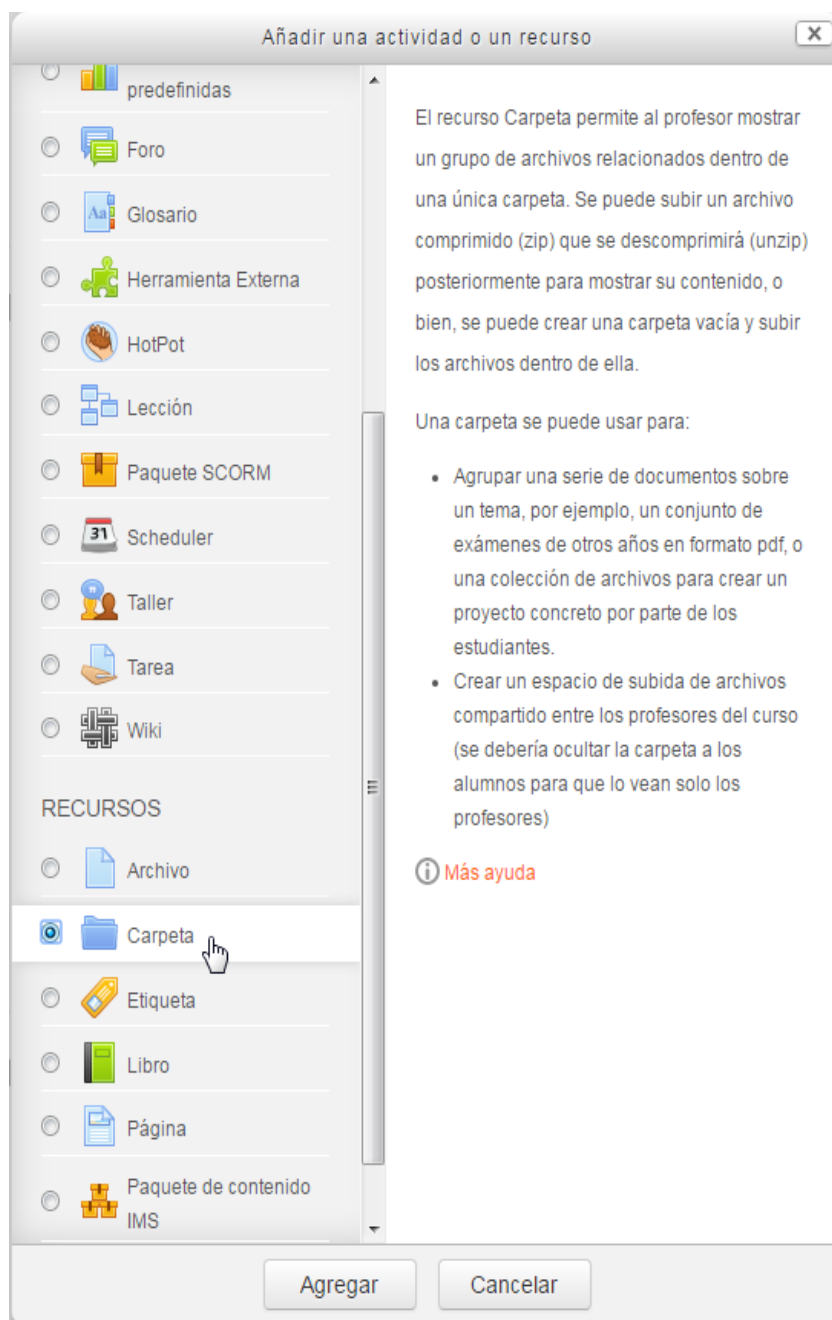 Añadir una actividad o un recurso
predefinidas
Foro
Aa
Glosario
Herramienta Externa
HotPot
Lección
Paquete SCORM
31
Scheduler
Taller
Tarea
Wiki
RECURSOS
Archivo
Carpeta
Etiqueta
Libro
Página
Paquete de contenido
IMS
El recurso Carpeta permite al profesor mostrar
un grupo de archivos relacionados dentro de
una única carpeta. Se puede subir un archivo
comprimido (zip) que se descomprimirá (unzip)
posteriormente para mostrar su contenido, o
bien, se puede crear una carpeta vacía y subir
los archivos dentro de ella.
Una carpeta se puede usar para:
• Agrupar una serie de documentos sobre
un tema, por ejemplo, un conjunto de
exámenes de otros años en formato pdf, o
una colección de archivos para crear un
proyecto concreto por parte de los
estudiantes.
• Crear un espacio de subida de archivos
compartido entre los profesores del curso
(se debería ocultar la carpeta a los
alumnos para que lo vean solo los
profesores)
Más ayuda
Agregar
Cancelar